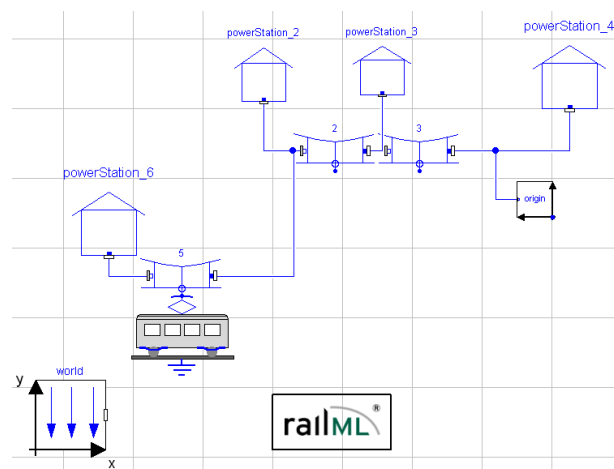 powerStation_2
powerStation_3
powerStation_4
2
3
powerStation_6
origin
5
world
y
x
railML®